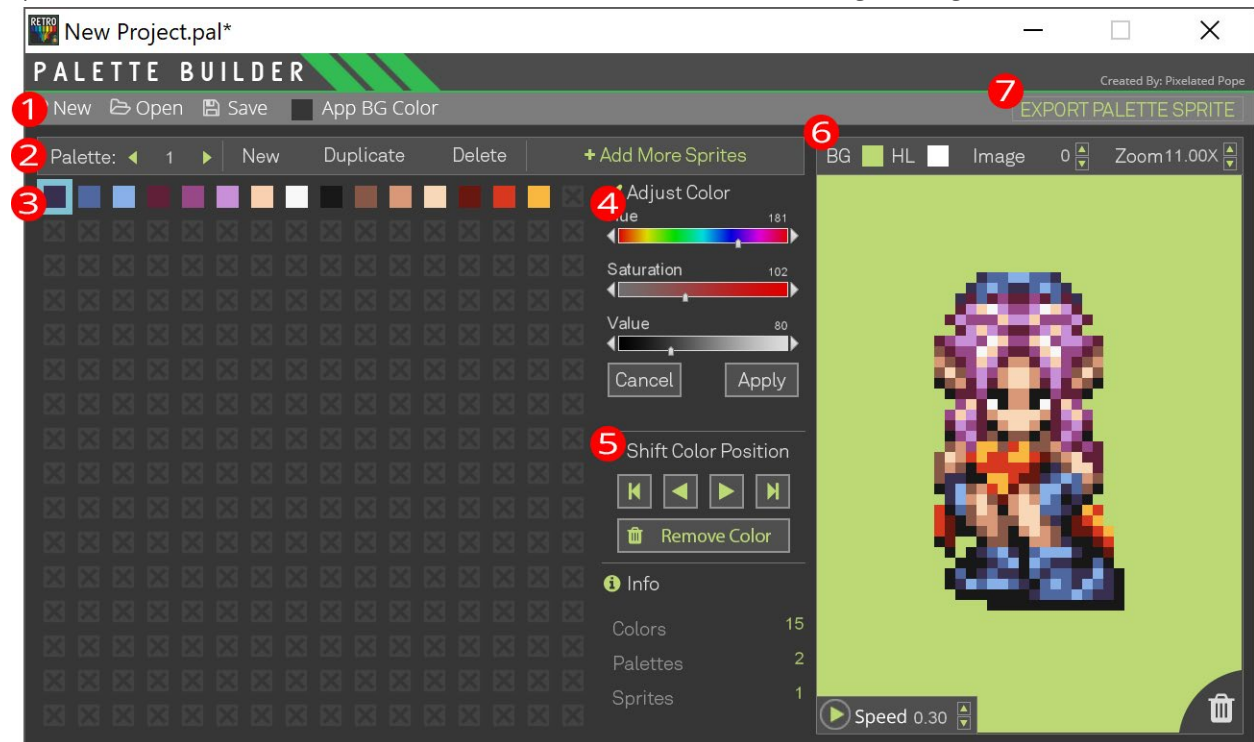 RETRO
New Project.pal*
PALETTE BUILDER
Created By: Pixelated Pope
1 New Open Save App BG Color
7 EXPORT PALETTE SPRITE
2 Palette: 1 New Duplicate Delete + Add More Sprites
6 BG HL Image 0 Zoom 11.00X
3
4 Adjust Color
Hue 181
Saturation 102
Value 80
Cancel Apply
5 Shift Color Position
Remove Color
Info
Colors 15
Palettes 2
Sprites 1
Speed 0.30